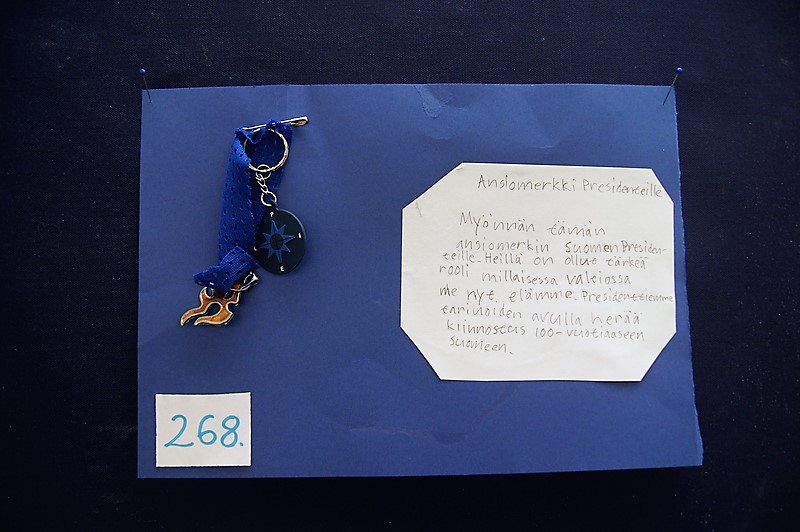 Ansiomerkki Presidenteille
Myönnän tämän
ansiomerkin Suomen Presiden-
teille. Heillä on ollut tärkeä
rooli millaisessa valtiossa
me nyt elämme. Presidenttiemme
tarinoiden avulla herää
kiinnostus 100-vuotiaaseen
Suomeen.
268.